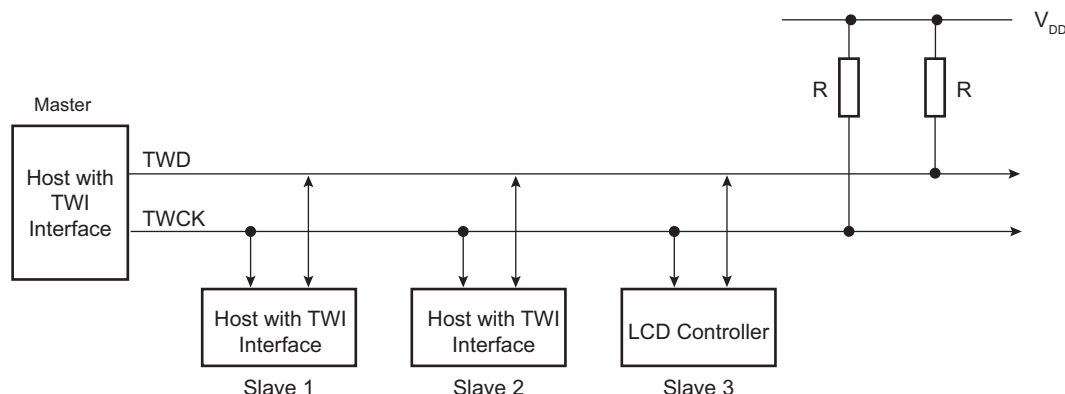 V_DD
R R
Master
Host with
TWI
Interface
TWD
TWCK
Host with TWI
Interface
Host with TWI
Interface
LCD Controller
Slave 1
Slave 2
Slave 3